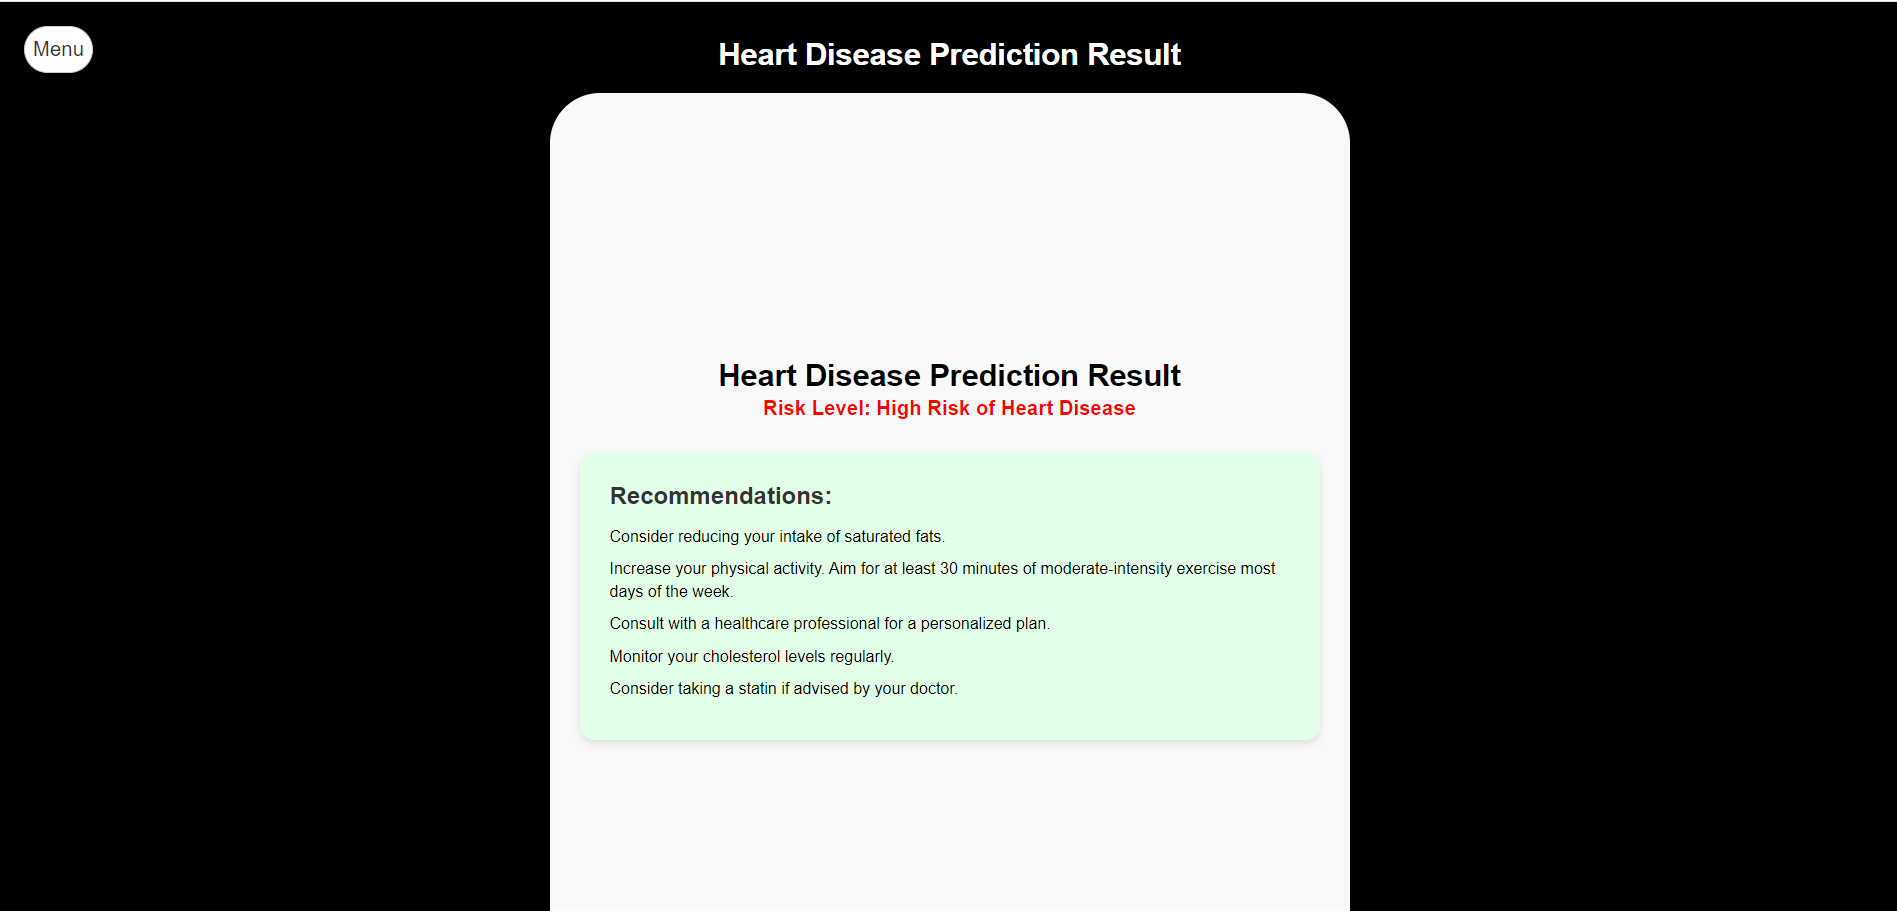 Menu
Heart Disease Prediction Result
Heart Disease Prediction Result
Risk Level: High Risk of Heart Disease
Recommendations:
Consider reducing your intake of saturated fats.
Increase your physical activity. Aim for at least 30 minutes of moderate-intensity exercise most
days of the week.
Consult with a healthcare professional for a personalized plan.
Monitor your cholesterol levels regularly.
Consider taking a statin if advised by your doctor.